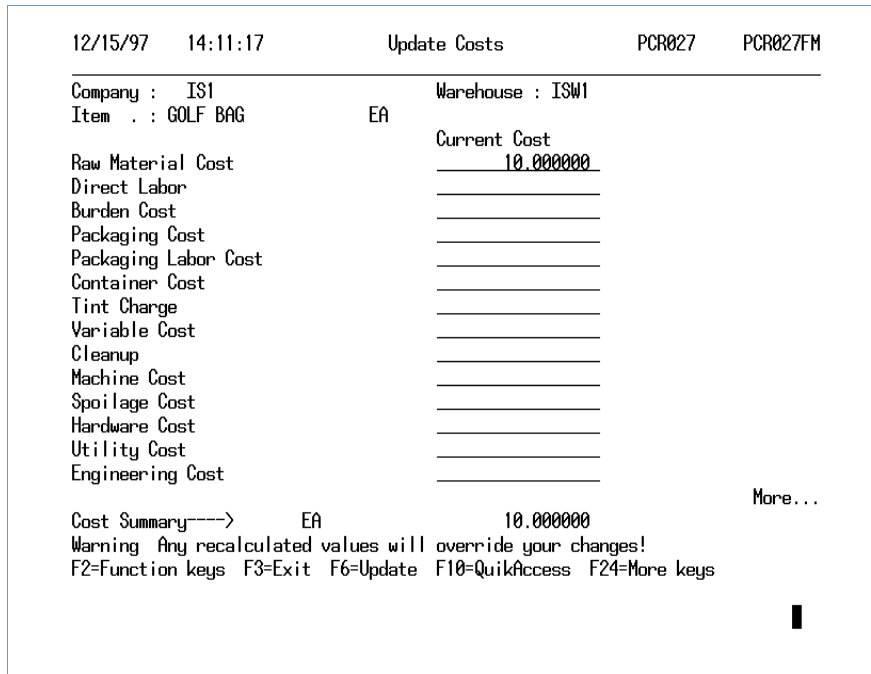 12/15/97 14:11:17 Update Costs PCR027 PCR027FM
Company : IS1 Warehouse : ISW1
Item . : GOLF BAG EA
Current Cost
Raw Material Cost 10.000000
Direct Labor
Burden Cost
Packaging Cost
Packaging Labor Cost
Container Cost
Tint Charge
Variable Cost
Cleanup
Machine Cost
Spoilage Cost
Hardware Cost
Utility Cost
Engineering Cost
More...
Cost Summary----> EA 10.000000
Warning Any recalculated values will override your changes!
F2=Function keys F3=Exit F6=Update F10=QuikAccess F24=More keys